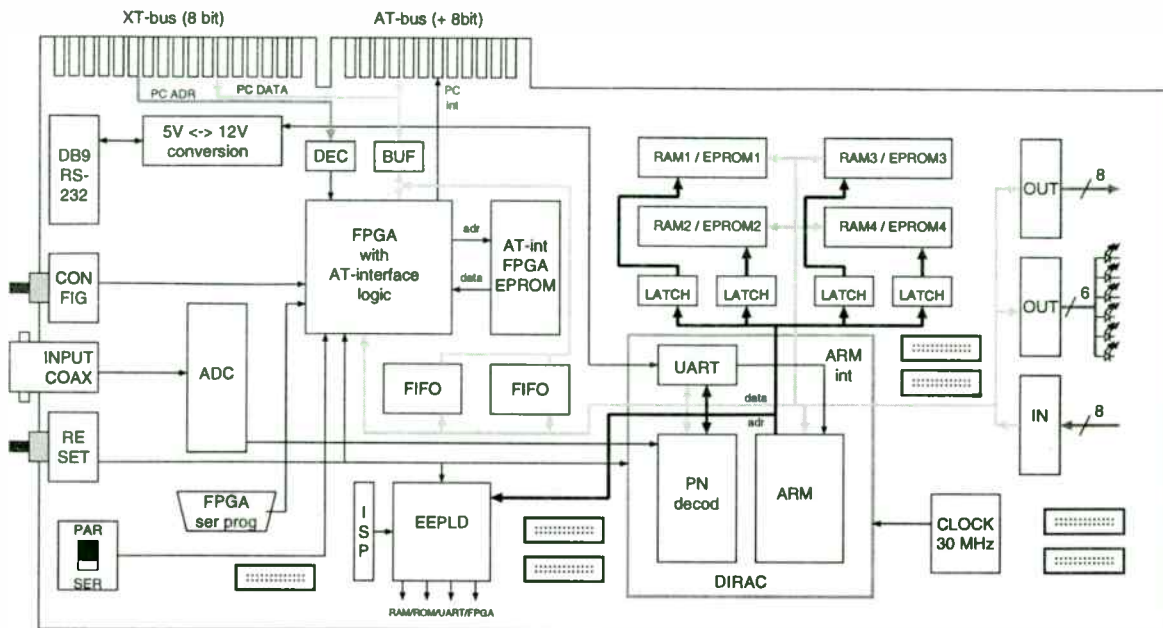 XT-bus (8 bit)
AT-bus (+ 8bit)
PC ADR
PC DATA
PC
int
DB9
RS-
232
5V <-> 12V
conversion
DEC
BUF
RAM1 / EPROM1
RAM3 / EPROM3
RAM2 / EPROM2
RAM4 / EPROM4
OUT
8
FPGA
with
AT-interface
logic
adr
data
AT-int
FPGA
EPROM
CON
FIG
LATCH
LATCH
LATCH
LATCH
OUT
6
INPUT
COAX
ADC
FIFO
FIFO
UART
ARM
int
data
adr
IN
8
RE
SET
FPGA
ser prog
PAR
SER
I
S
P
EEPLD
RAM/ROM/UART/FPGA
PN
decod
ARM
DIRAC
CLOCK
30 MHz